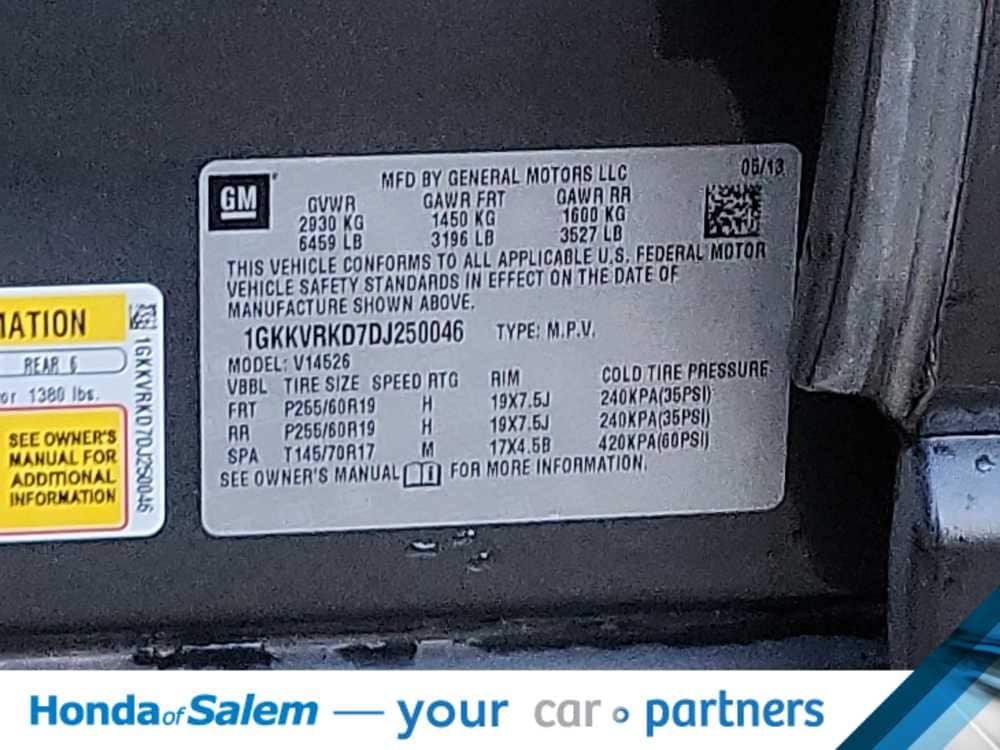 GM
MFD BY GENERAL MOTORS LLC
GVWR GAWR FRT GAWR RR
2930 KG 1450 KG 1600 KG
6459 LB 3196 LB 3527 LB
THIS VEHICLE CONFORMS TO ALL APPLICABLE U.S. FEDERAL MOTOR
VEHICLE SAFETY STANDARDS IN EFFECT ON THE DATE OF
MANUFACTURE SHOWN ABOVE.
1GKKVRKD7DJ250046 TYPE: M.P.V.
MODEL: V14526
VBBL TIRE SIZE SPEED RTG RIM COLD TIRE PRESSURE
FRT P255/60R19 H 19X7.5J 240KPA(35PSI)
RR P255/60R19 H 19X7.5J 240KPA(35PSI)
SPA T145/70R17 M 17X4.5B 420KPA(60PSI)
SEE OWNER'S MANUAL FOR MORE INFORMATION.
MATION
REAR 6
or 1380 lbs.
SEE OWNER'S
MANUAL FOR
ADDITIONAL
INFORMATION
1GKKVRKD7DJ250046
Honda of Salem — your car partners